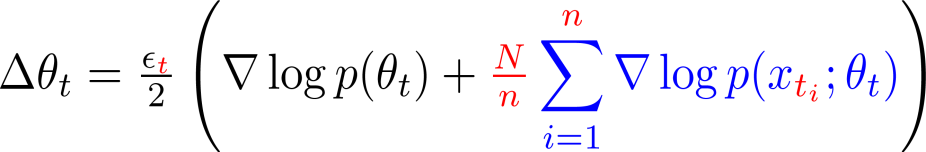 Δθ_t = ϵ_t/2 (∇ log p(θ_t) + N/n ∑_{i=1}^{n} ∇ log p(x_{t_i}; θ_t))